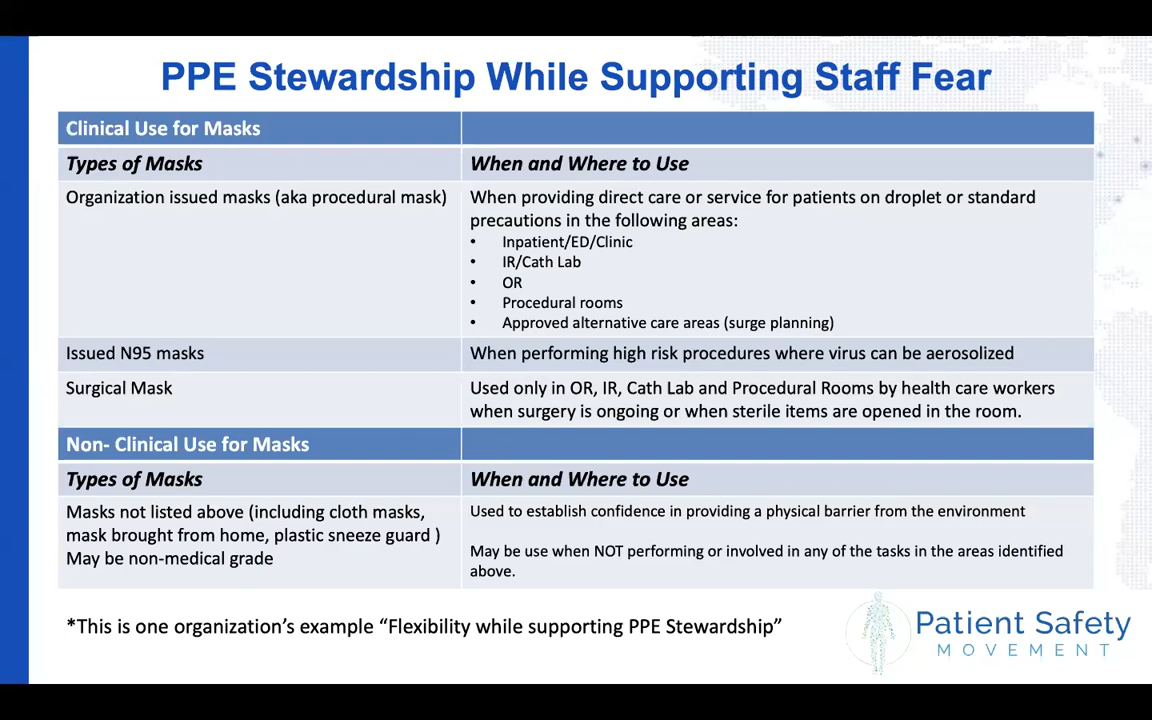 PPE Stewardship While Supporting Staff Fear
Clinical Use for Masks
Types of Masks
When and Where to Use
Organization issued masks (aka procedural mask)
When providing direct care or service for patients on droplet or standard
precautions in the following areas:
• Inpatient/ED/Clinic
• IR/Cath Lab
• OR
• Procedural rooms
• Approved alternative care areas (surge planning)
Issued N95 masks
When performing high risk procedures where virus can be aerosolized
Surgical Mask
Used only in OR, IR, Cath Lab and Procedural Rooms by health care workers
when surgery is ongoing or when sterile items are opened in the room.
Non- Clinical Use for Masks
Types of Masks
When and Where to Use
Masks not listed above (including cloth masks,
mask brought from home, plastic sneeze guard )
May be non-medical grade
Used to establish confidence in providing a physical barrier from the environment
May be use when NOT performing or involved in any of the tasks in the areas identified
above.
*This is one organization's example “Flexibility while supporting PPE Stewardship”
Patient Safety
MOVEMENT